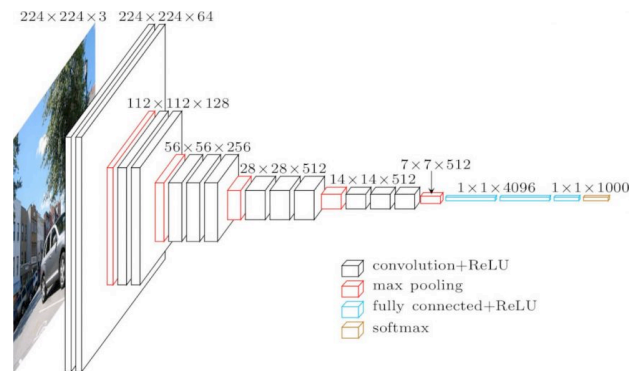 224×224×3
224×224×64
112×112×128
56×56×256
28×28×512
14×14×512
7×7×512
1×1×4096
1×1×1000
convolution+ReLU
max pooling
fully connected+ReLU
softmax